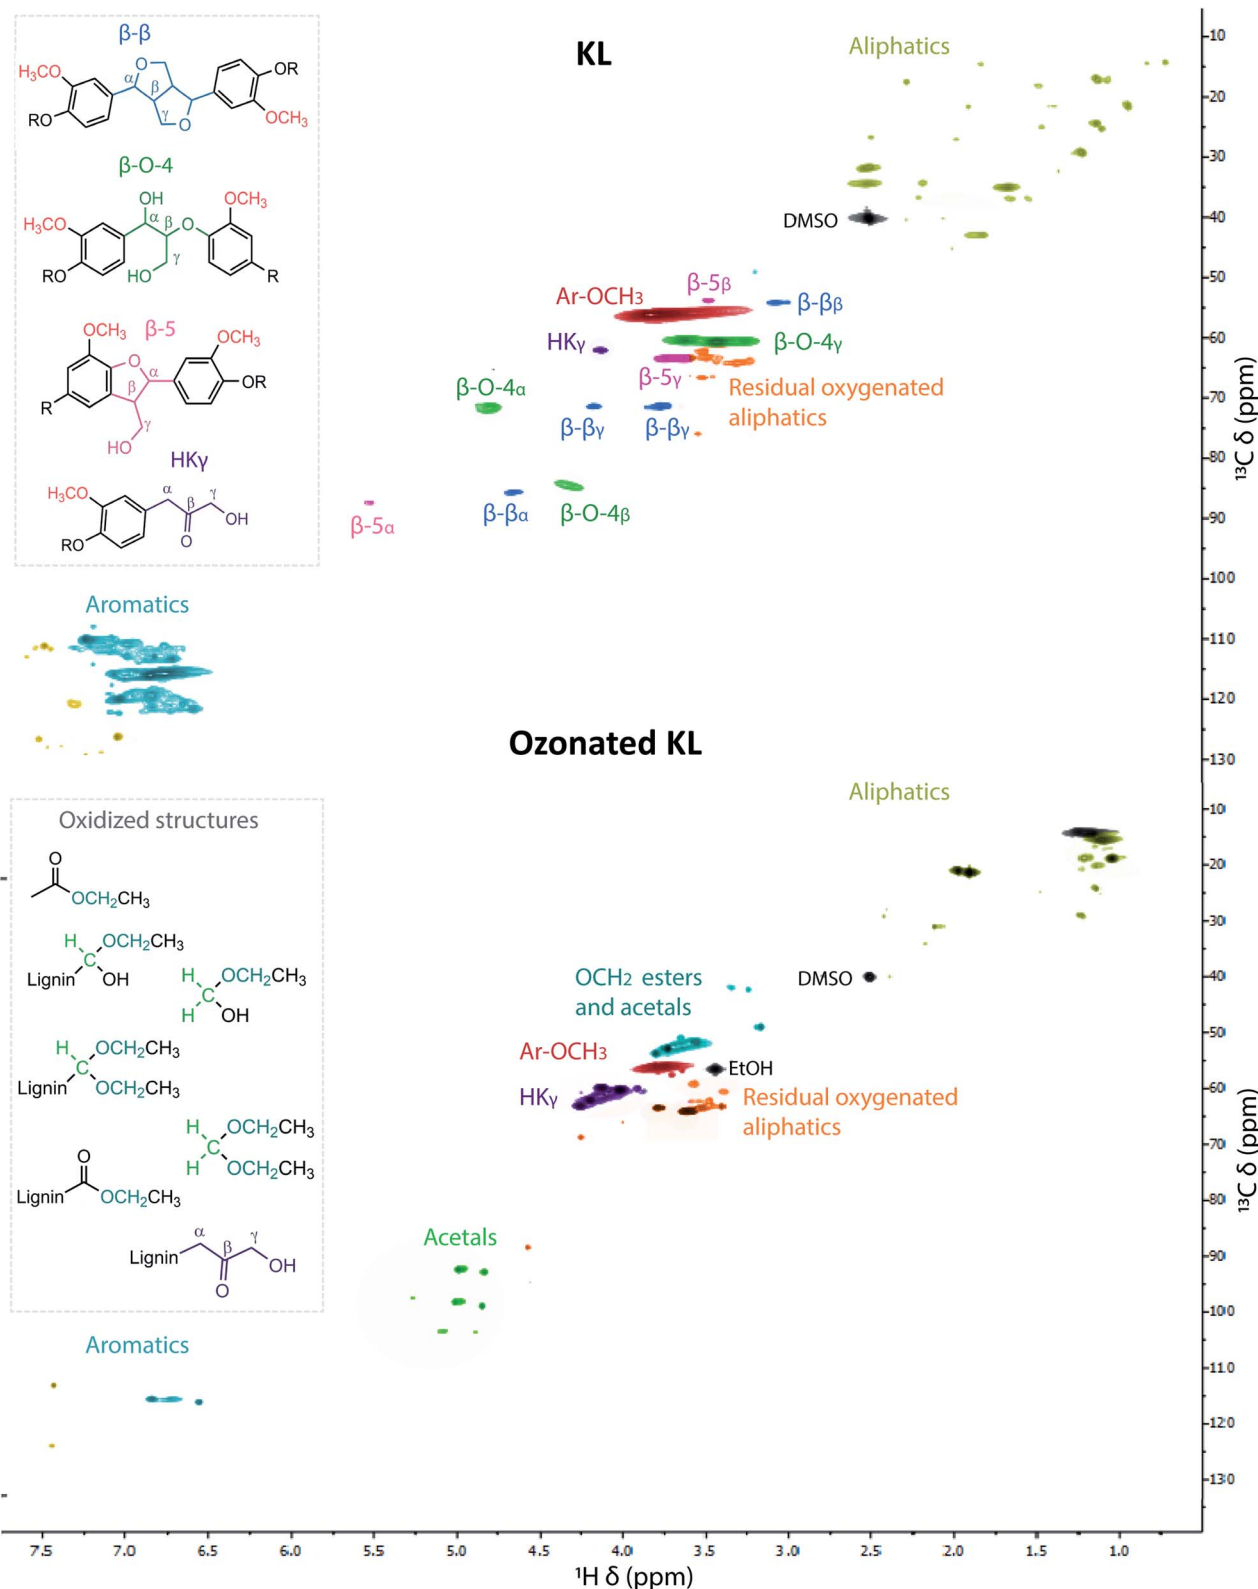 KL
β-β
H₃CO
α
β
γ
O
O
OR
OCH₃
RO
Aliphatics
β-O-4
OH
OCH₃
H₃CO
α
β
O
γ
HO
RO
R
DMSO
β-5
OCH₃
O
α
β
OCH₃
OR
R
γ
HO
HKγ
H₃CO
α
β
γ
OH
O
RO
β-5β
Ar-OCH₃
β-ββ
HKγ
β-O-4γ
β-5γ
Residual oxygenated
aliphatics
β-O-4α
β-βγ
β-βγ
β-βα
β-O-4β
β-5α
Aromatics
10
20
30
40
50
60
70
80
90
100
110
120
130
¹³C δ (ppm)
Ozonated KL
Aliphatics
Oxidized structures
O
OCH₂CH₃
H
OCH₂CH₃
C
Lignin
OH
H
OCH₂CH₃
C
H
OH
H
OCH₂CH₃
C
Lignin
OCH₂CH₃
H
OCH₂CH₃
C
H
OCH₂CH₃
O
Lignin
OCH₂CH₃
Lignin
α
β
γ
OH
O
DMSO
OCH₂ esters
and acetals
Ar-OCH₃
EtOH
HKγ
Residual oxygenated
aliphatics
Acetals
Aromatics
10
20
30
40
50
60
70
80
90
100
110
120
130
¹³C δ (ppm)
7.5 7.0 6.5 6.0 5.5 5.0 4.5 4.0 3.5 3.0 2.5 2.0 1.5 1.0
¹H δ (ppm)